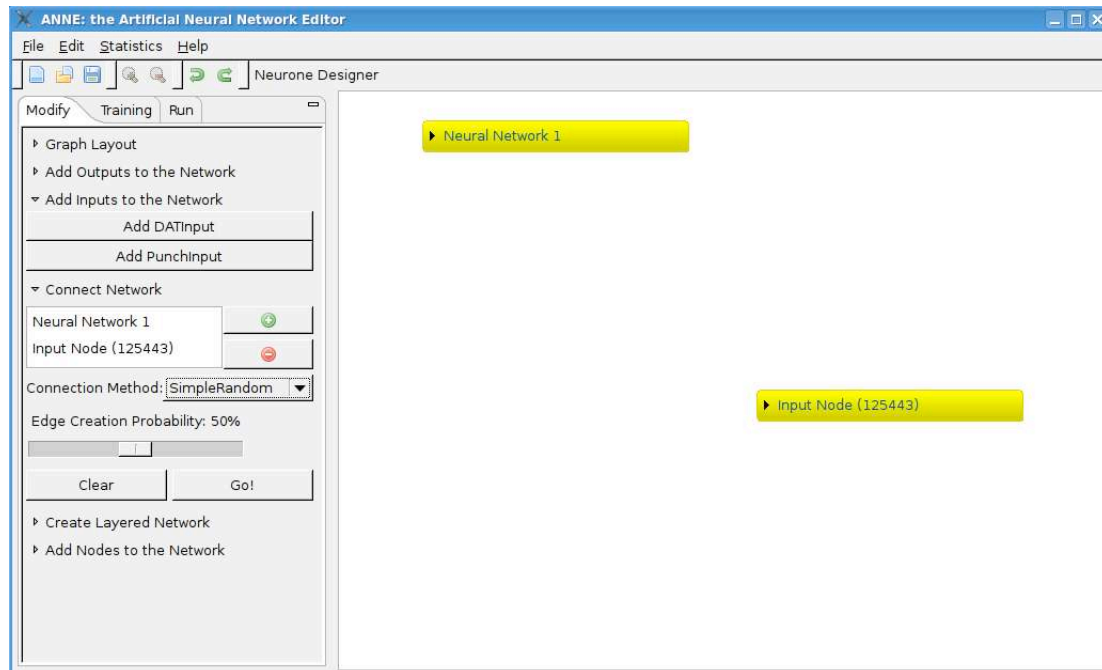 ANNE: the Artificial Neural Network Editor
File Edit Statistics Help
Neurone Designer
Modify Training Run
Graph Layout
Add Outputs to the Network
Add Inputs to the Network
Add DATInput
Add PunchInput
Connect Network
Neural Network 1
Input Node (125443)
Connection Method: SimpleRandom
Edge Creation Probability: 50%
Clear Go!
Create Layered Network
Add Nodes to the Network
Neural Network 1
Input Node (125443)